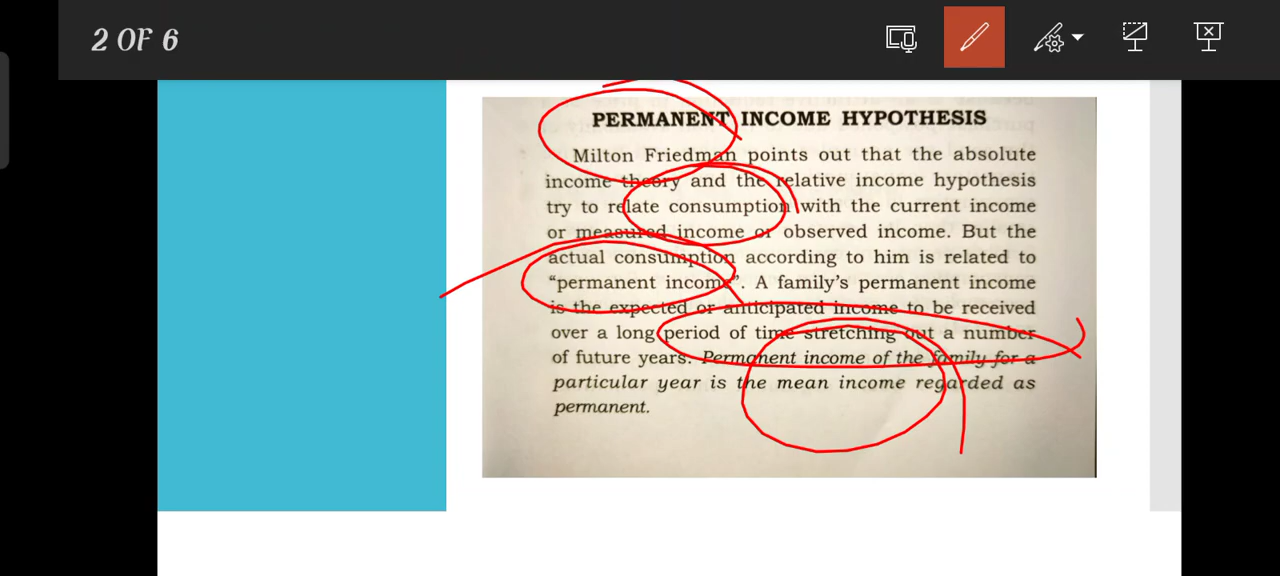 2 OF 6
PERMANENT INCOME HYPOTHESIS
Milton Friedman points out that the absolute
income theory and the relative income hypothesis
try to relate consumption with the current income
or measured income or observed income. But the
actual consumption according to him is related to
“permanent income”. A family's permanent income
is the expected or anticipated income to be received
over a long period of time stretching out a number
of future years. Permanent income of the family for a
particular year is the mean income regarded as
permanent.